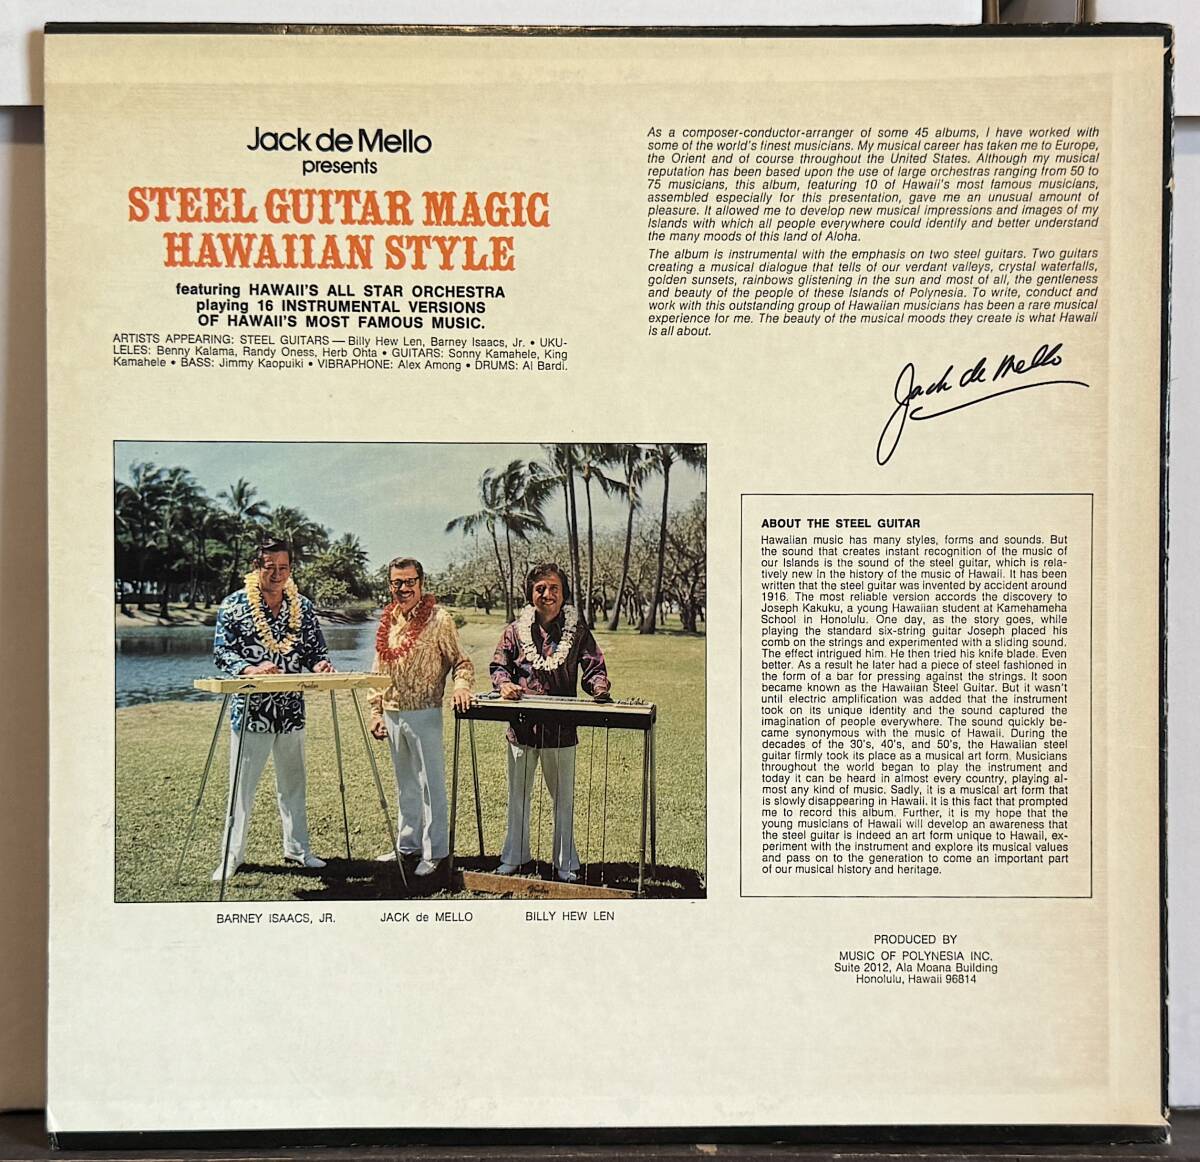 Jack de Mello
presents
STEEL GUITAR MAGIC
HAWAIIAN STYLE
featuring HAWAII'S ALL STAR ORCHESTRA
playing 16 INSTRUMENTAL VERSIONS
OF HAWAII'S MOST FAMOUS MUSIC.
ARTISTS APPEARING: STEEL GUITARS — Billy Hew Len, Barney Isaacs, Jr. • UKU-
LELES: Benny Kalama, Randy Oness, Herb Ohta • GUITARS: Sonny Kamahele, King
Kamahele • BASS: Jimmy Kaopuiki • VIBRAPHONE: Alex Among • DRUMS: Al Bardi.
As a composer-conductor-arranger of some 45 albums, I have worked with
some of the world's finest musicians. My musical career has taken me to Europe,
the Orient and of course throughout the United States. Although my musical
reputation has been based upon the use of large orchestras ranging from 50 to
75 musicians, this album, featuring 10 of Hawaii's most famous musicians,
assembled especially for this presentation, gave me an unusual amount of
pleasure. It allowed me to develop new musical impressions and images of my
Islands with which all people everywhere could identify and better understand
the many moods of this land of Aloha.
The album is instrumental with the emphasis on two steel guitars. Two guitars
creating a musical dialogue that tells of our verdant valleys, crystal waterfalls,
golden sunsets, rainbows glistening in the sun and most of all, the gentleness
and beauty of the people of these Islands of Polynesia. To write, conduct and
work with this outstanding group of Hawaiian musicians has been a rare musical
experience for me. The beauty of the musical moods they create is what Hawaii
is all about.
Jack de Mello
ABOUT THE STEEL GUITAR
Hawaiian music has many styles, forms and sounds. But
the sound that creates instant recognition of the music of
our Islands is the sound of the steel guitar, which is rela-
tively new in the history of the music of Hawaii. It has been
written that the steel guitar was invented by accident around
1916. The most reliable version accords the discovery to
Joseph Kakuku, a young Hawaiian student at Kamehameha
School in Honolulu. One day, as the story goes, while
playing the standard six-string guitar Joseph placed his
comb on the strings and experimented with a sliding sound.
The effect intrigued him. He then tried his knife blade. Even
better. As a result he later had a piece of steel fashioned in
the form of a bar for pressing against the strings. It soon
became known as the Hawaiian Steel Guitar. But it wasn't
until electric amplification was added that the instrument
took on its unique identity and the sound captured the
imagination of people everywhere. The sound quickly be-
came synonymous with the music of Hawaii. During the
decades of the 30's, 40's, and 50's, the Hawaiian steel
guitar firmly took its place as a musical art form. Musicians
throughout the world began to play the instrument and
today it can be heard in almost every country, playing al-
most any kind of music. Sadly, it is a musical art form that
is slowly disappearing in Hawaii. It is this fact that prompted
me to record this album. Further, it is my hope that the
young musicians of Hawaii will develop an awareness that
the steel guitar is indeed an art form unique to Hawaii, ex-
periment with the instrument and explore its musical values
and pass on to the generation to come an important part
of our musical history and heritage.
BARNEY ISAACS, JR. JACK de MELLO BILLY HEW LEN
PRODUCED BY
MUSIC OF POLYNESIA INC.
Suite 2012, Ala Moana Building
Honolulu, Hawaii 96814